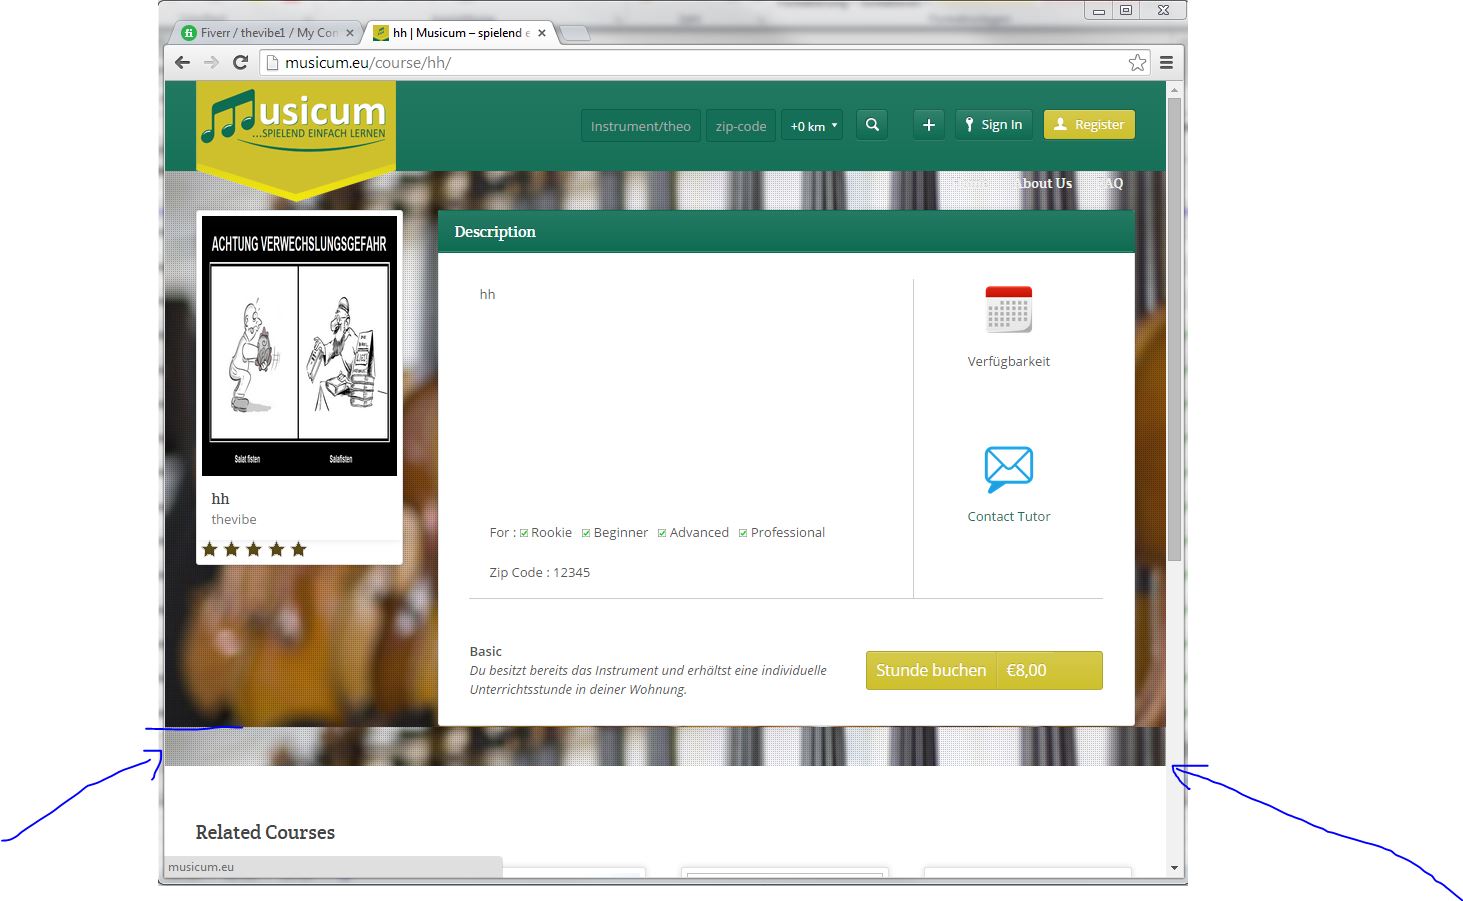 Fiverr / thevibe1 / My Con
hh | Musicum – spielend e
musicum.eu/course/hh/
usicum
...SPIELEND EINFACH LERNEN
Instrument/theo
zip-code
+0 km
+
Sign In
Register
About Us
FAQ
ACHTUNG VERWECHSLUNGSGEFAHR
Salat fisten
Salafisten
hh
thevibe
Description
hh
Verfügbarkeit
Contact Tutor
For : Rookie Beginner Advanced Professional
Zip Code : 12345
Basic
Du besitzt bereits das Instrument und erhältst eine individuelle
Unterrichtsstunde in deiner Wohnung.
Stunde buchen €8,00
Related Courses
musicum.eu